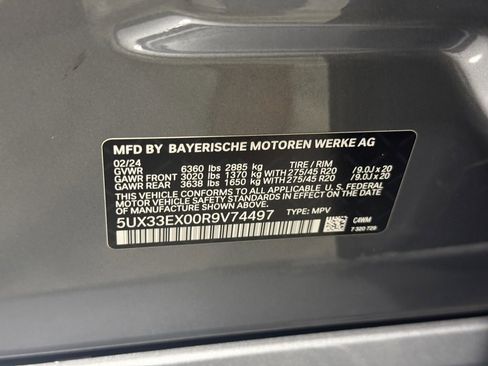 MFD BY BAYERISCHE MOTOREN WERKE AG
02/24
GVWR 6360 lbs 2885 kg TIRE / RIM
GAWR FRONT 3020 lbs 1370 kg WITH 275/45 R20 / 9.0J x 20
GAWR REAR 3638 lbs 1650 kg WITH 275/45 R20 / 9.0J x 20
THIS VEHICLE CONFORMS TO ALL APPLICABLE U.S. FEDERAL
MOTOR VEHICLE SAFETY STANDARDS IN
EFFECT ON THE DATE OF MANUFACTURE SHOWN ABOVE.
5UX33EX00R9V74497 TYPE: MPV
C4WM
7 320 729